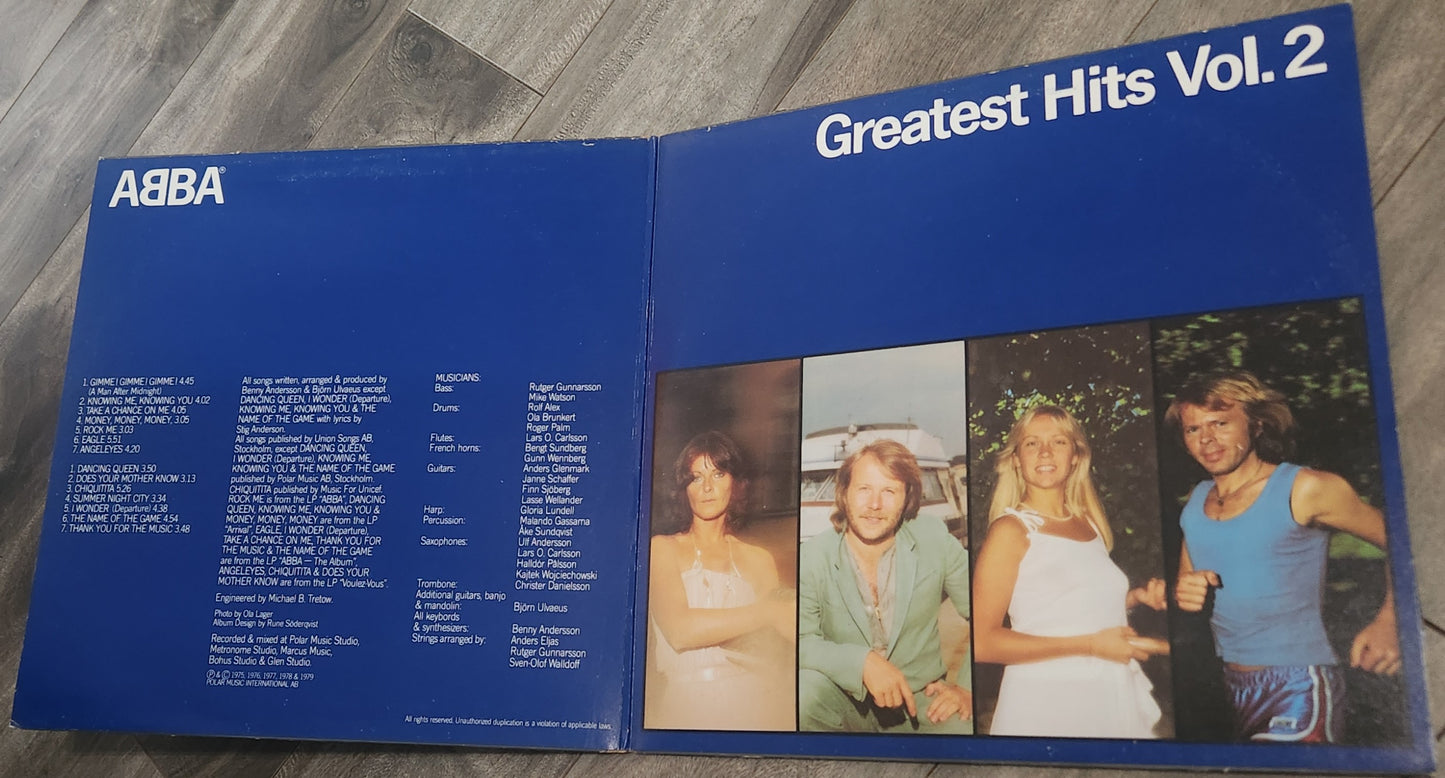 ABBA®
Greatest Hits Vol. 2
1. GIMME! GIMME! GIMME! 4.45
(A Man After Midnight)
2. KNOWING ME, KNOWING YOU 4.02
3. TAKE A CHANCE ON ME 4.05
4. MONEY, MONEY, MONEY, 3.05
5. ROCK ME 3.03
6. EAGLE 5.51
7. ANGELEYES 4.20
1. DANCING QUEEN 3.50
2. DOES YOUR MOTHER KNOW 3.13
3. CHIQUITITA 5.26
4. SUMMER NIGHT CITY 3.34
5. I WONDER (Departure) 4.38
6. THE NAME OF THE GAME 4.54
7. THANK YOU FOR THE MUSIC 3.48
All songs written, arranged & produced by
Benny Andersson & Björn Ulvaeus except
DANCING QUEEN, I WONDER (Departure),
KNOWING ME, KNOWING YOU & THE
NAME OF THE GAME with lyrics by
Stig Anderson.
All songs published by Union Songs AB,
Stockholm, except DANCING QUEEN,
I WONDER (Departure), KNOWING ME,
KNOWING YOU & THE NAME OF THE GAME
published by Polar Music AB, Stockholm.
CHIQUITITA published by Music For Unicef.
ROCK ME is from the LP "ABBA", DANCING
QUEEN, KNOWING ME, KNOWING YOU &
MONEY, MONEY, MONEY are from the LP
"Arrival", EAGLE, I WONDER (Departure),
TAKE A CHANCE ON ME, THANK YOU FOR
THE MUSIC & THE NAME OF THE GAME
are from the LP "ABBA — The Album",
ANGELEYES, CHIQUITITA & DOES YOUR
MOTHER KNOW are from the LP "Voulez-Vous".
Engineered by Michael B. Tretow.
Photo by Ola Lager
Album Design by Rune Söderqvist
Recorded & mixed at Polar Music Studio,
Metronome Studio, Marcus Music,
Bohus Studio & Glen Studio.
Ⓟ & © 1975, 1976, 1977, 1978 & 1979
POLAR MUSIC INTERNATIONAL AB
MUSICIANS:
Bass: Rutger Gunnarsson
Mike Watson
Drums: Rolf Alex
Ola Brunkert
Roger Palm
Flutes: Lars O. Carlsson
French horns: Bengt Sundberg
Gunn Wennberg
Guitars: Anders Glenmark
Janne Schaffer
Finn Sjöberg
Lasse Wellander
Harp: Gloria Lundell
Percussion: Malando Gassama
Åke Sundqvist
Saxophones: Ulf Andersson
Lars O. Carlsson
Halldór Pálsson
Kajtek Wojciechowski
Trombone: Christer Danielsson
Additional guitars, banjo
& mandolin: Björn Ulvaeus
All keybords
& synthesizers: Benny Andersson
Strings arranged by: Anders Eljas
Rutger Gunnarsson
Sven-Olof Walldoff
All rights reserved. Unauthorized duplication is a violation of applicable laws.